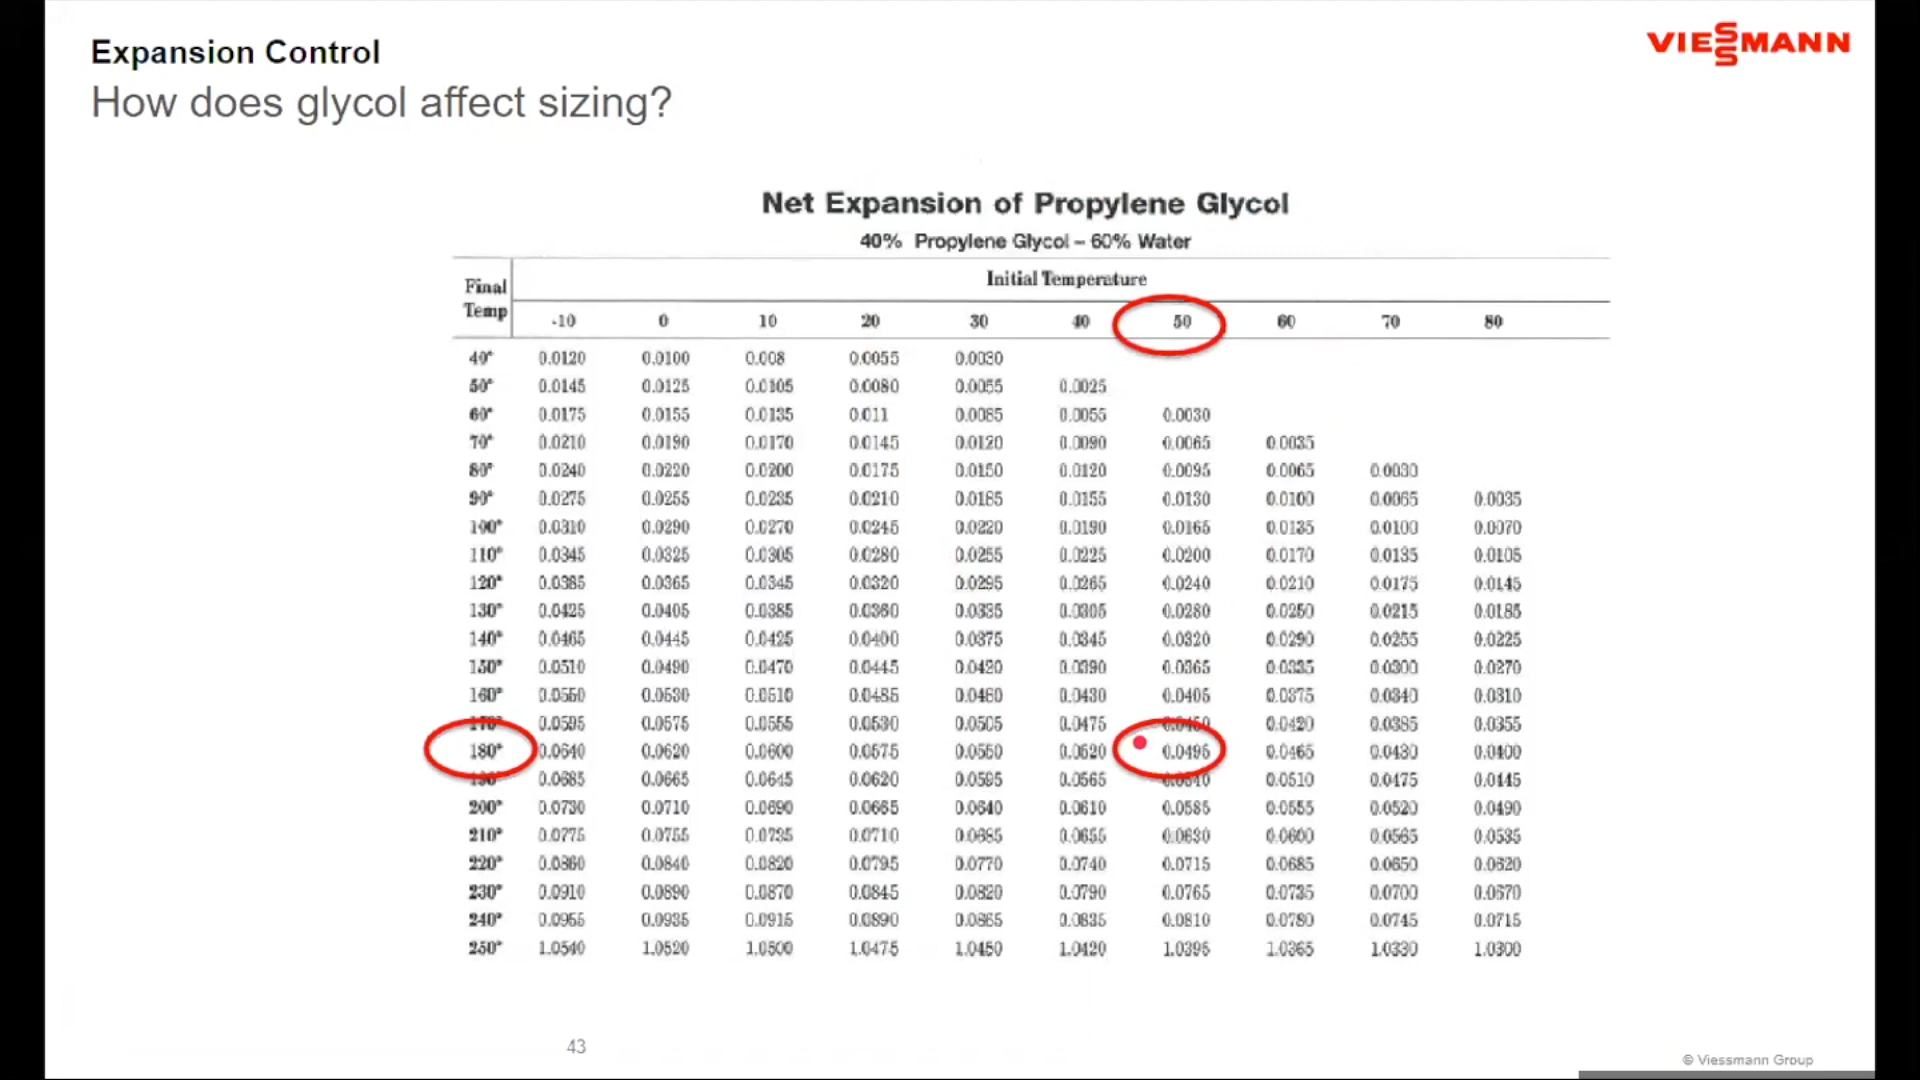 Expansion Control
VIESSMANN
How does glycol affect sizing?
Net Expansion of Propylene Glycol
40% Propylene Glycol – 60% Water
Final Temp
Initial Temperature
-10 0 10 20 30 40 50 60 70 80
40° 0.0120 0.0100 0.008 0.0055 0.0030
50° 0.0145 0.0125 0.0105 0.0080 0.0055 0.0025
60° 0.0175 0.0155 0.0135 0.011 0.0085 0.0055 0.0030
70° 0.0210 0.0190 0.0170 0.0145 0.0120 0.0090 0.0065 0.0035
80° 0.0240 0.0220 0.0200 0.0175 0.0150 0.0120 0.0095 0.0065 0.0030
90° 0.0275 0.0255 0.0235 0.0210 0.0185 0.0155 0.0130 0.0100 0.0065 0.0035
100° 0.0310 0.0290 0.0270 0.0245 0.0220 0.0190 0.0165 0.0135 0.0100 0.0070
110° 0.0345 0.0325 0.0305 0.0280 0.0255 0.0225 0.0200 0.0170 0.0135 0.0105
120° 0.0385 0.0365 0.0345 0.0320 0.0295 0.0265 0.0240 0.0210 0.0175 0.0145
130° 0.0425 0.0405 0.0385 0.0360 0.0335 0.0305 0.0280 0.0250 0.0215 0.0185
140° 0.0465 0.0445 0.0425 0.0400 0.0375 0.0345 0.0320 0.0290 0.0255 0.0225
150° 0.0510 0.0490 0.0470 0.0445 0.0420 0.0390 0.0365 0.0335 0.0300 0.0270
160° 0.0550 0.0530 0.0510 0.0485 0.0460 0.0430 0.0405 0.0375 0.0340 0.0310
170° 0.0595 0.0575 0.0555 0.0530 0.0505 0.0475 0.0450 0.0420 0.0385 0.0355
180° 0.0640 0.0620 0.0600 0.0575 0.0550 0.0520 0.0495 0.0465 0.0430 0.0400
190° 0.0685 0.0665 0.0645 0.0620 0.0595 0.0565 0.0540 0.0510 0.0475 0.0445
200° 0.0730 0.0710 0.0690 0.0665 0.0640 0.0610 0.0585 0.0555 0.0520 0.0490
210° 0.0775 0.0755 0.0735 0.0710 0.0685 0.0655 0.0630 0.0600 0.0565 0.0535
220° 0.0860 0.0840 0.0820 0.0795 0.0770 0.0740 0.0715 0.0685 0.0650 0.0620
230° 0.0910 0.0890 0.0870 0.0845 0.0820 0.0790 0.0765 0.0735 0.0700 0.0670
240° 0.0955 0.0935 0.0915 0.0890 0.0865 0.0835 0.0810 0.0780 0.0745 0.0715
250° 1.0540 1.0520 1.0500 1.0475 1.0450 1.0420 1.0395 1.0365 1.0330 1.0300
43
© Viessmann Group